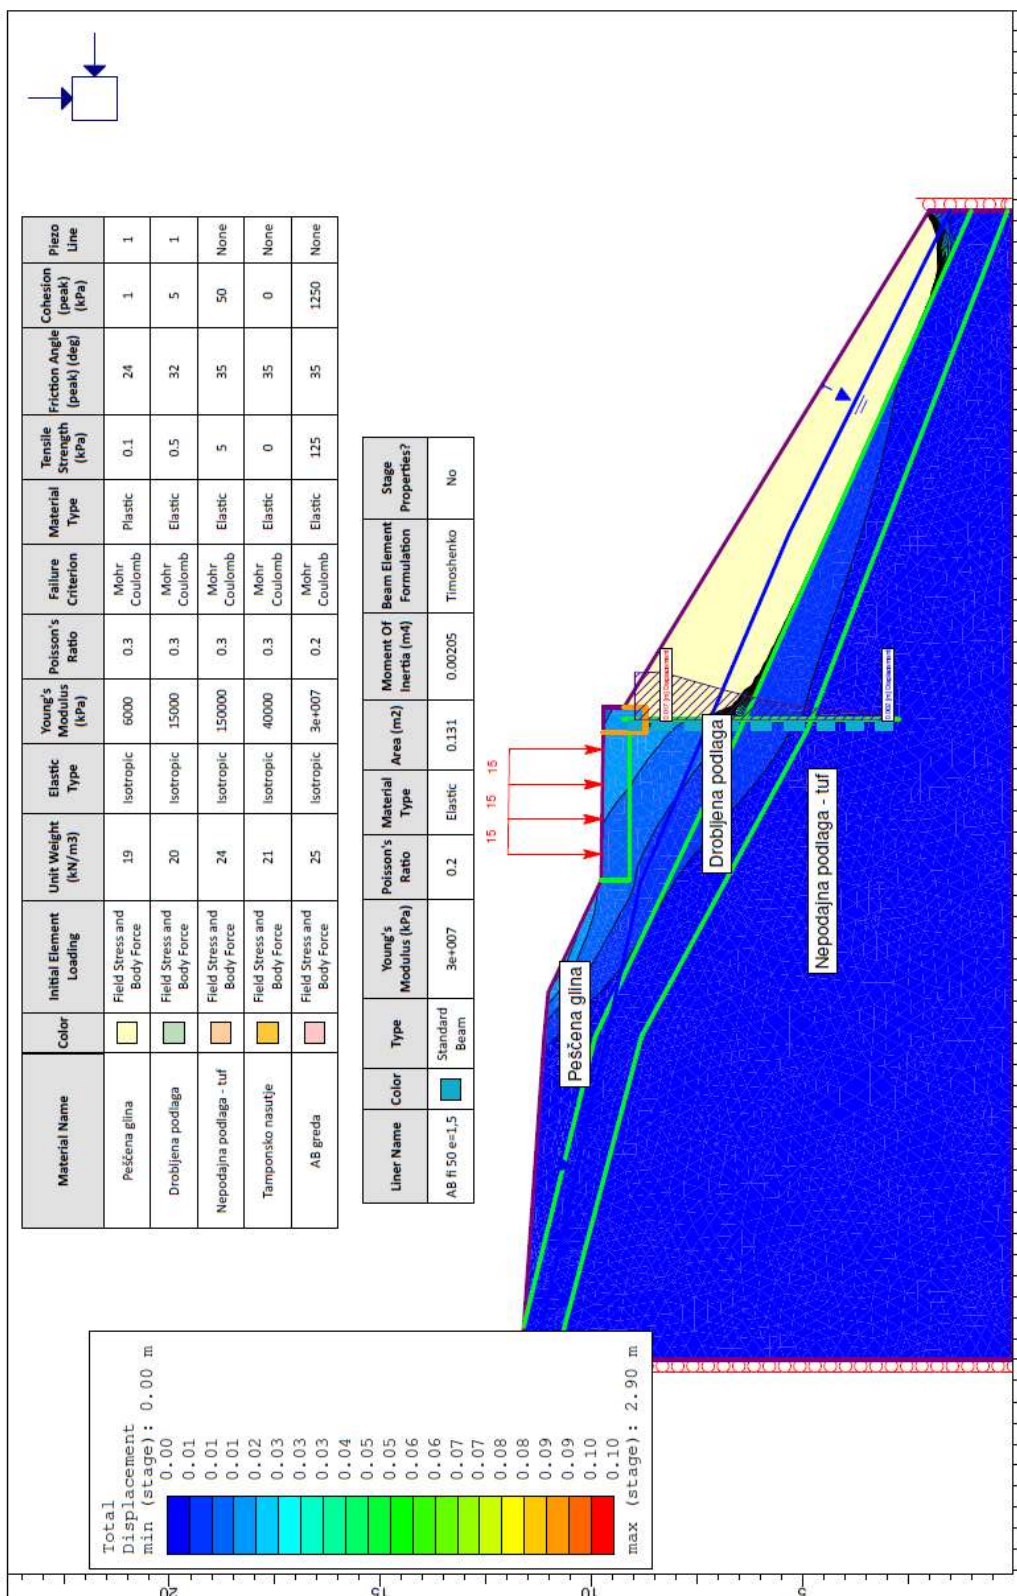 Material Name Color Initial Element Loading Unit Weight (kN/m3) Elastic Type Young's Modulus (kPa) Poisson's Ratio Failure Criterion Material Type Tensile Strength (kPa) Friction Angle (peak) (deg) Cohesion (peak) (kPa) Piezo Line
Peščena glina Field Stress and Body Force 19 Isotropic 6000 0.3 Mohr Coulomb Plastic 0.1 24 1 1
Drobljena podlaga Field Stress and Body Force 20 Isotropic 15000 0.3 Mohr Coulomb Elastic 0.5 32 5 1
Nepodajna podlaga - tuf Field Stress and Body Force 24 Isotropic 150000 0.3 Mohr Coulomb Elastic 5 35 50 None
Tamponsko nasutje Field Stress and Body Force 21 Isotropic 40000 0.3 Mohr Coulomb Elastic 0 35 0 None
AB greda Field Stress and Body Force 25 Isotropic 3e+007 0.2 Mohr Coulomb Elastic 125 35 1250 None
Liner Name Color Type Young's Modulus (kPa) Poisson's Ratio Material Type Area (m2) Moment Of Inertia (m4) Beam Element Formulation Stage Properties?
AB fi 50 e=1,5 Standard Beam 3e+007 0.2 Elastic 0.131 0.00205 Timoshenko No
Total
Displacement
min (stage): 0.00 m
0.00
0.01
0.01
0.01
0.02
0.03
0.03
0.04
0.05
0.05
0.06
0.06
0.07
0.07
0.08
0.08
0.09
0.09
0.10
0.10
max (stage): 2.90 m
15 15 15
Peščena glina
Drobljena podlaga
Nepodajna podlaga - tuf
0.002 [m] Displacement
20
15
10
5